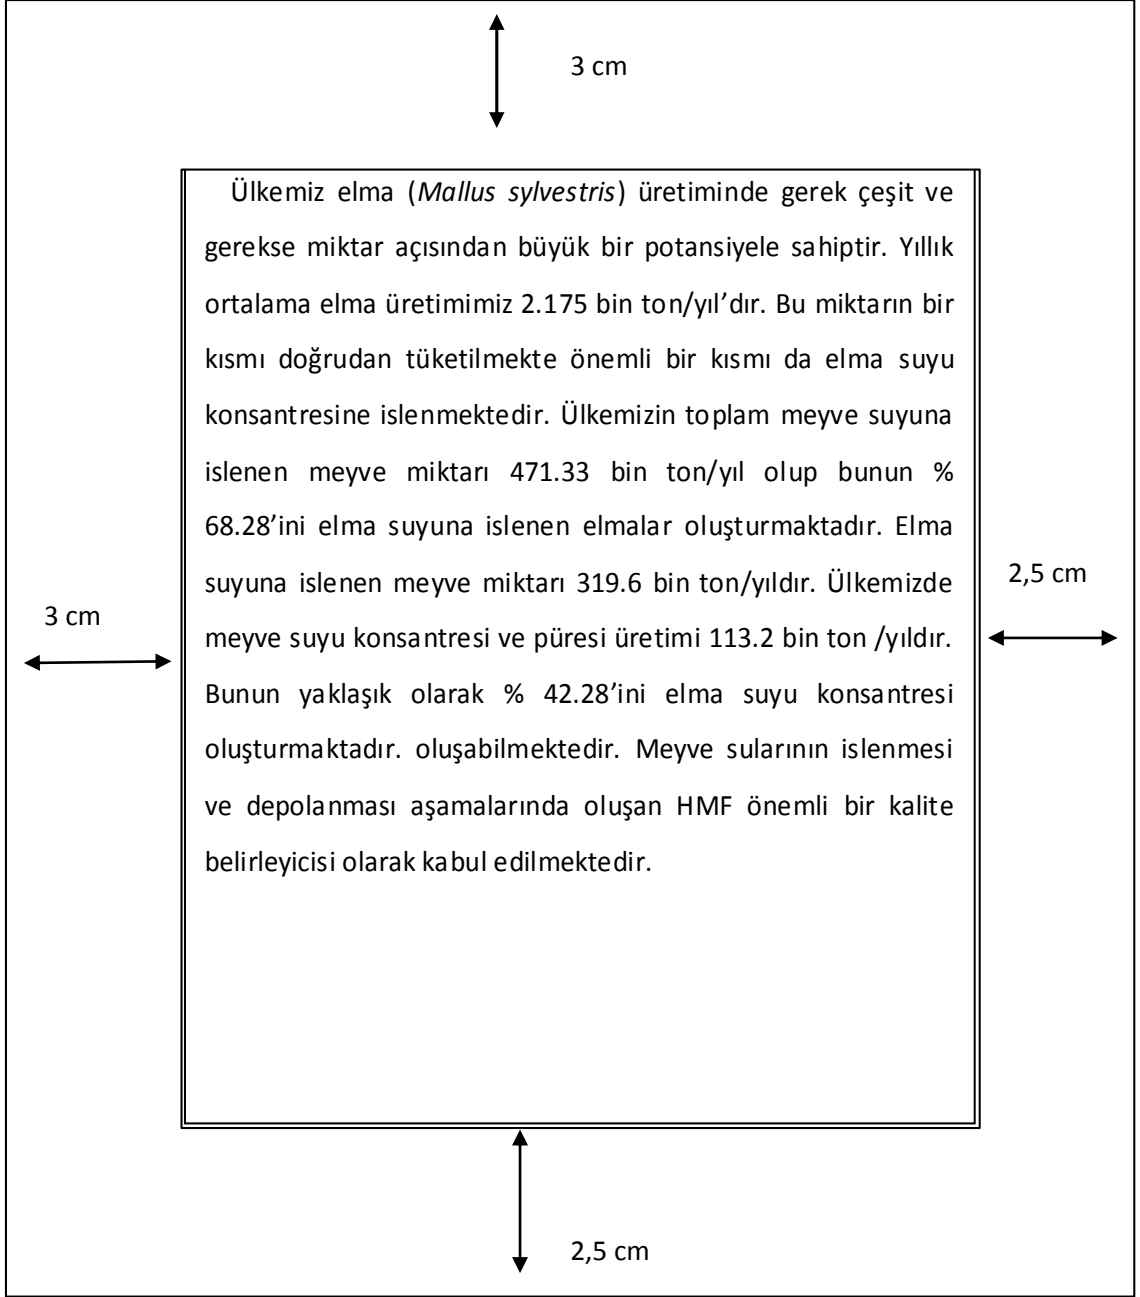 3 cm
Ülkemiz elma (Mallus sylvestris) üretiminde gerek çeşit ve
gerekse miktar açısından büyük bir potansiyele sahiptir. Yıllık
ortalama elma üretimimiz 2.175 bin ton/yıl’dır. Bu miktarın bir
kısmı doğrudan tüketilmekte önemli bir kısmı da elma suyu
konsantresine islenmektedir. Ülkemizin toplam meyve suyuna
islenen meyve miktarı 471.33 bin ton/yıl olup bunun %
68.28’ini elma suyuna islenen elmalar oluşturmaktadır. Elma
suyuna islenen meyve miktarı 319.6 bin ton/yıldır. Ülkemizde
meyve suyu konsantresi ve püresi üretimi 113.2 bin ton /yıldır.
Bunun yaklaşık olarak % 42.28’ini elma suyu konsantresi
oluşturmaktadır. oluşabilmektedir. Meyve sularının islenmesi
ve depolanması aşamalarında oluşan HMF önemli bir kalite
belirleyicisi olarak kabul edilmektedir.
2,5 cm
3 cm
2,5 cm